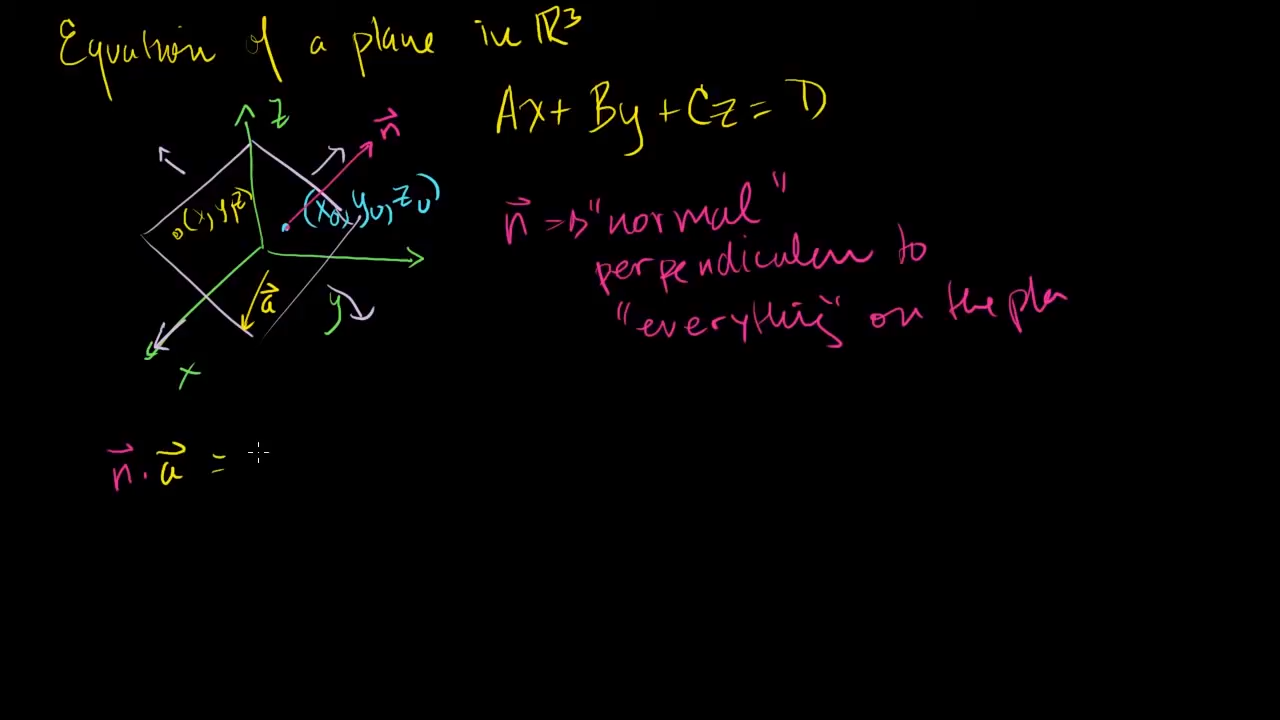 Equation of a plane in ℝ³
Ax + By + Cz = D
z
n⃗
(x, y, z)
(x₀, y₀, z₀)
n⃗ => "normal"
perpendicular to
"everything" on the pla
a⃗
y
x
n⃗ · a⃗ =